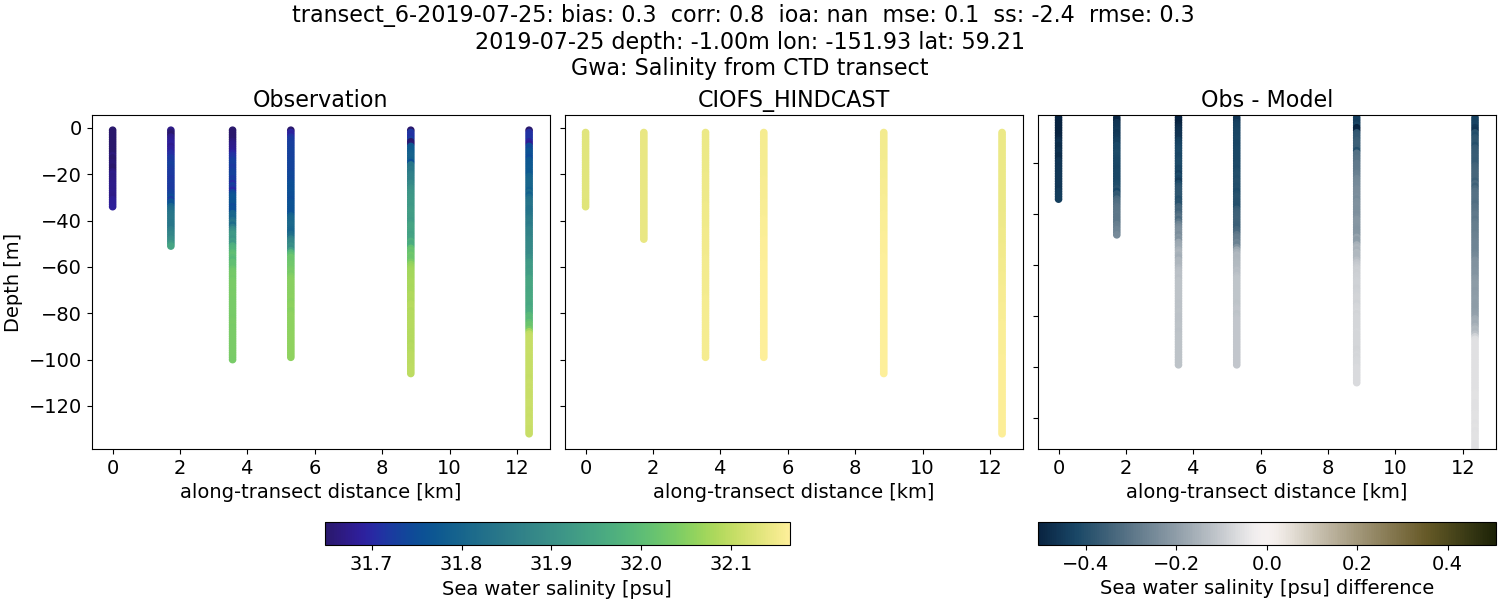 transect_6-2019-07-25: bias: 0.3  corr: 0.8  ioa: nan  mse: 0.1  ss: -2.4  rmse: 0.3
2019-07-25 depth: -1.00m lon: -151.93 lat: 59.21
Gwa: Salinity from CTD transect
Observation
CIOFS_HINDCAST
Obs - Model
Depth [m]
0
−20
−40
−60
−80
−100
−120
0 2 4 6 8 10 12
0 2 4 6 8 10 12
0 2 4 6 8 10 12
along-transect distance [km]
along-transect distance [km]
along-transect distance [km]
31.7 31.8 31.9 32.0 32.1
Sea water salinity [psu]
−0.4 −0.2 0.0 0.2 0.4
Sea water salinity [psu] difference